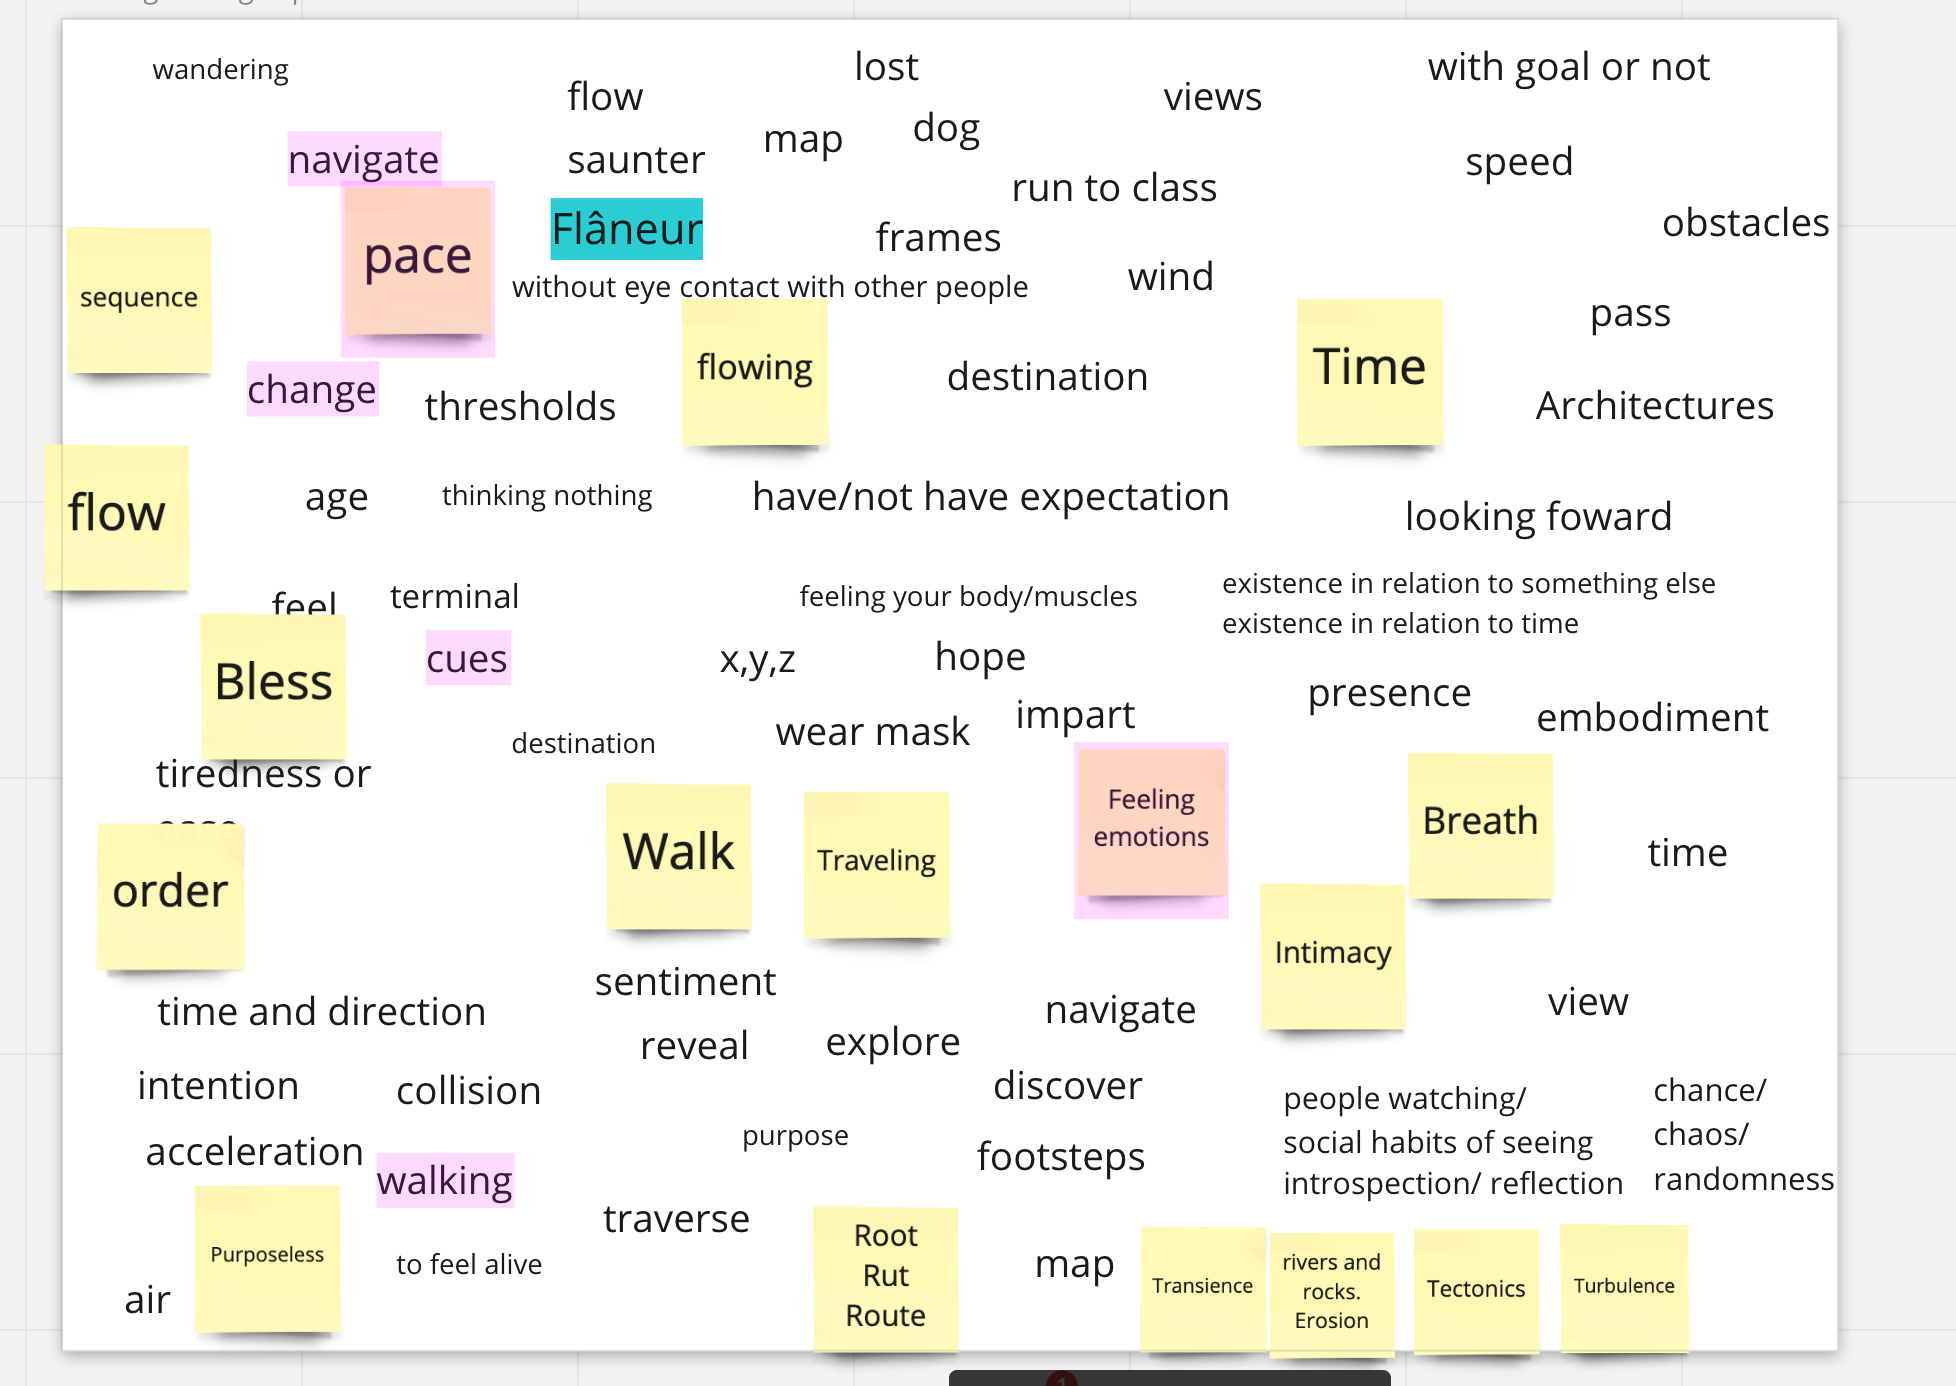 wandering
lost
with goal or not
flow
views
map
dog
navigate
saunter
speed
run to class
obstacles
Flâneur
frames
pace
wind
without eye contact with other people
sequence
pass
flowing
Time
destination
change
thresholds
Architectures
flow
age
thinking nothing
have/not have expectation
looking foward
feel
terminal
feeling your body/muscles
existence in relation to something else
existence in relation to time
cues
x,y,z
hope
Bless
presence
impart
embodiment
wear mask
destination
tiredness or
ease
Feeling
emotions
Breath
Walk
Traveling
time
order
Intimacy
sentiment
view
time and direction
navigate
reveal
explore
intention
collision
discover
people watching/
social habits of seeing
introspection/ reflection
chance/
chaos/
randomness
purpose
acceleration
footsteps
walking
traverse
Purposeless
to feel alive
air
Root
Rut
Route
map
Transience
rivers and
rocks.
Erosion
Tectonics
Turbulence
1